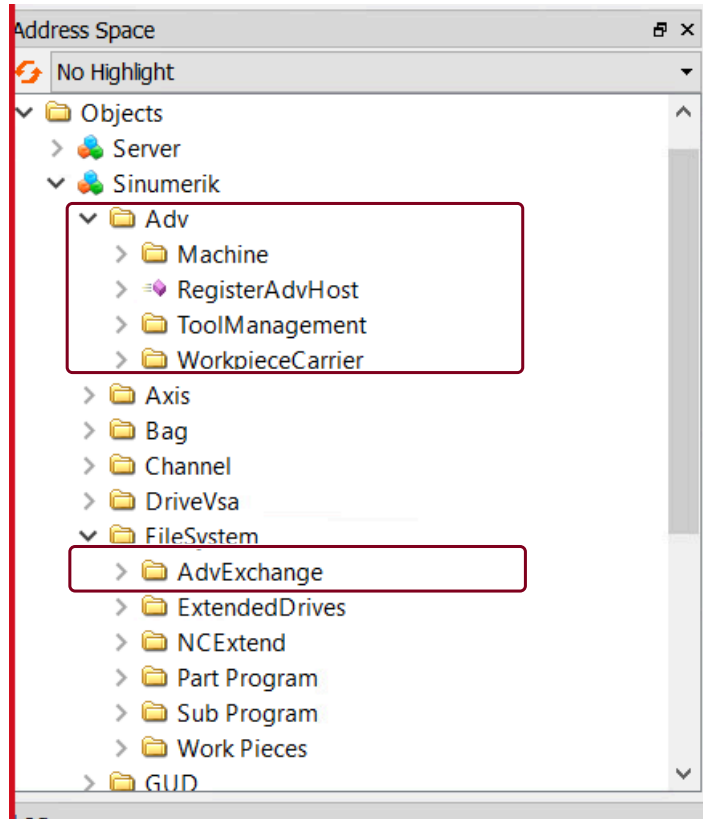 Address Space
No Highlight
Objects
Server
Sinumerik
Adv
Machine
RegisterAdvHost
ToolManagement
WorkpieceCarrier
Axis
Bag
Channel
DriveVsa
FileSystem
AdvExchange
ExtendedDrives
NCExtend
Part Program
Sub Program
Work Pieces
GUD